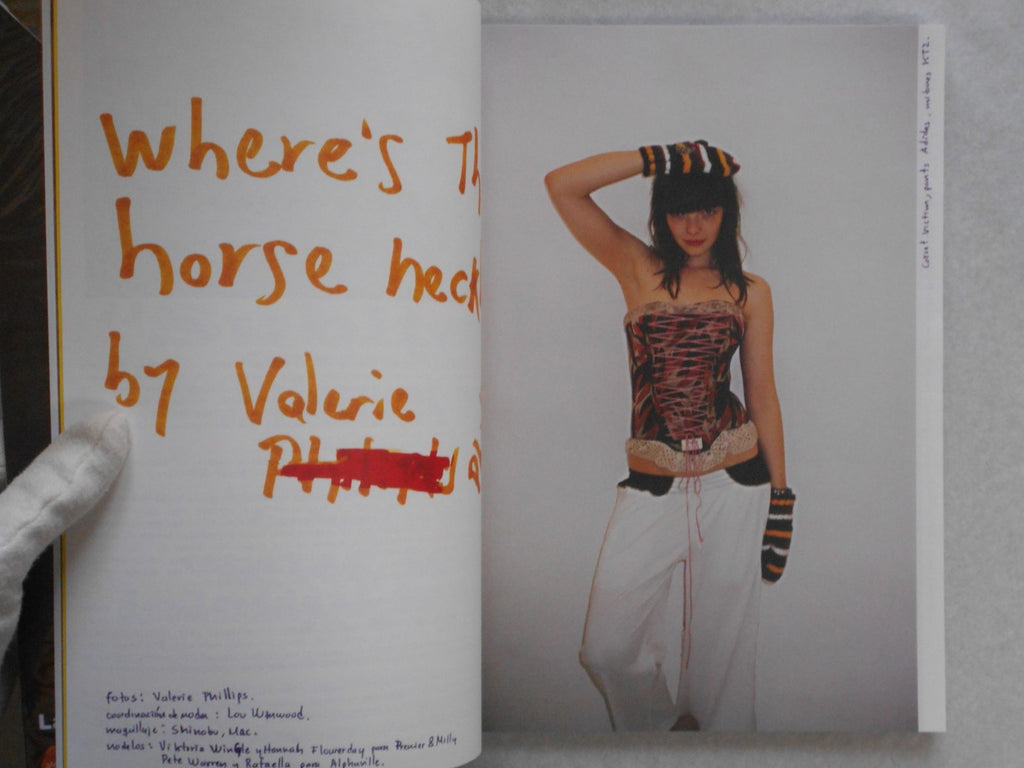 where's Th
horse neck
by Valerie
fotos: Valerie Phillips.
coordinación de moda: Lou Winwood.
maquillaje: Shinobu, Mac.
modelos: Viktoria Wingle y Hannah Flowerday para Premier & Milly
Pete Warren y Rafaella para Alphaville.
Corset Victim, pants Adidas, mitones KTZ.